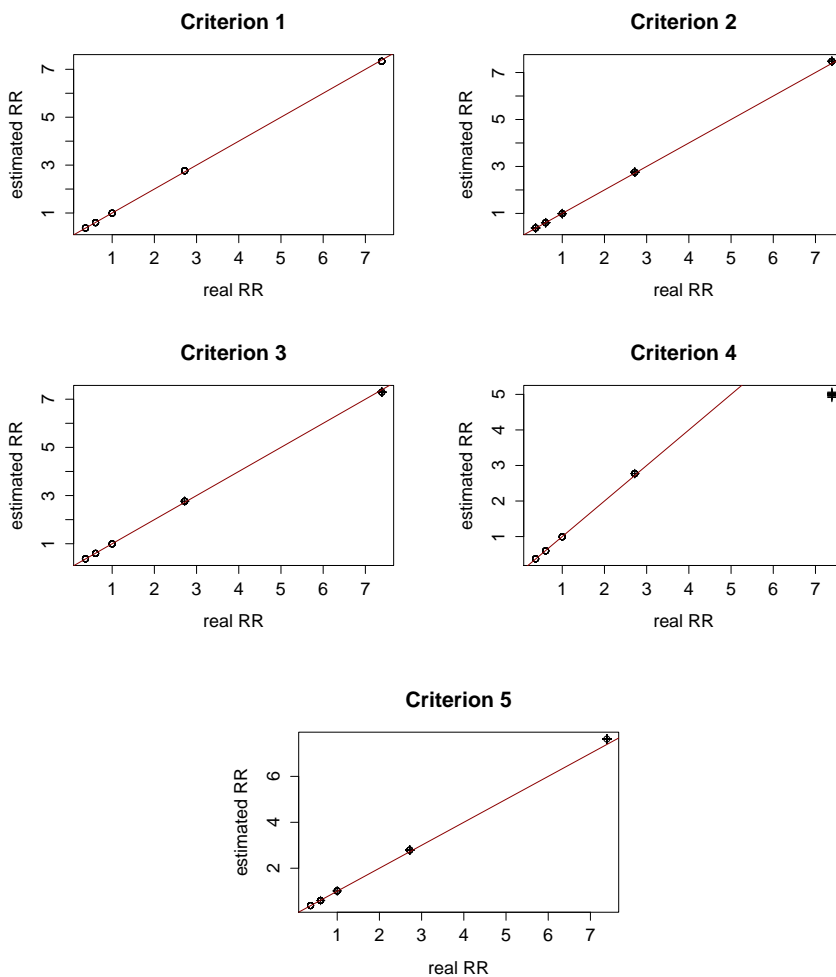 Criterion 1
estimated RR
7
5
3
1
1 2 3 4 5 6 7
real RR
Criterion 2
estimated RR
7
5
3
1
1 2 3 4 5 6 7
real RR
Criterion 3
estimated RR
7
5
3
1
1 2 3 4 5 6 7
real RR
Criterion 4
estimated RR
5
4
3
2
1
1 2 3 4 5 6 7
real RR
Criterion 5
estimated RR
6
4
2
1 2 3 4 5 6 7
real RR